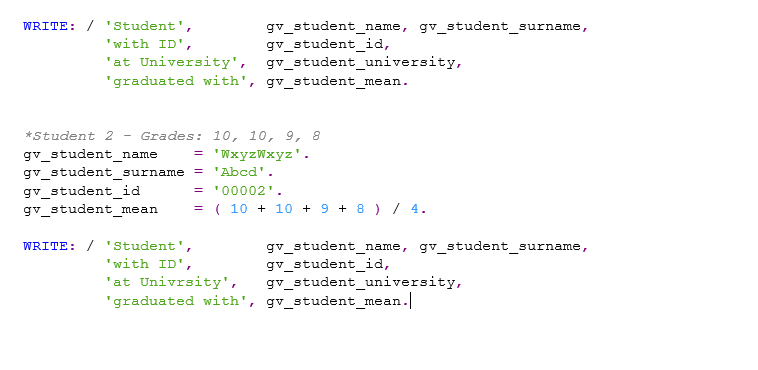 WRITE: / 'Student',         gv_student_name, gv_student_surname,
         'with ID',         gv_student_id,
         'at University',  gv_student_university,
         'graduated with', gv_student_mean.
*Student 2 - Grades: 10, 10, 9, 8
gv_student_name    = 'WxyzWxyz'.
gv_student_surname = 'Abcd'.
gv_student_id      = '00002'.
gv_student_mean    = ( 10 + 10 + 9 + 8 ) / 4.
WRITE: / 'Student',         gv_student_name, gv_student_surname,
         'with ID',         gv_student_id,
         'at Univrsity',   gv_student_university,
         'graduated with', gv_student_mean.